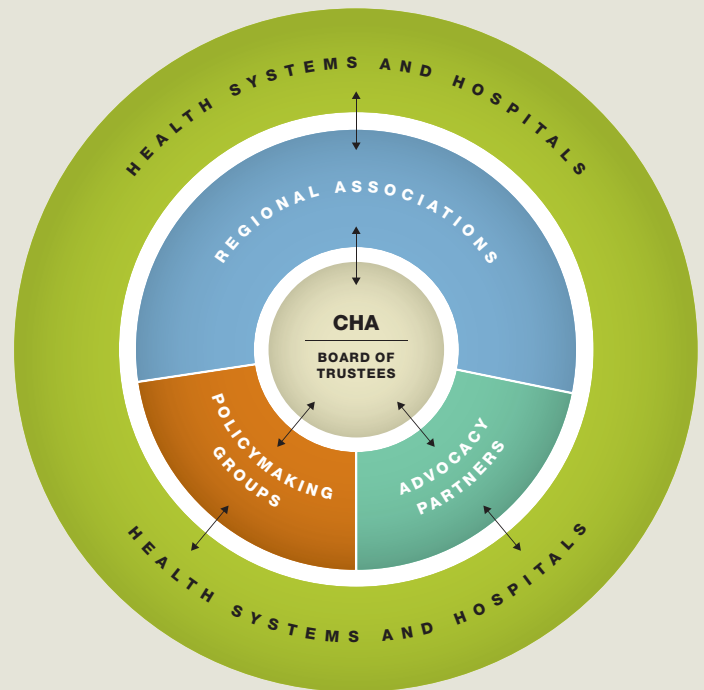 HEALTH SYSTEMS AND HOSPITALS
REGIONAL ASSOCIATIONS
CHA
BOARD OF
TRUSTEES
POLICYMAKING
GROUPS
ADVOCACY
PARTNERS
HEALTH SYSTEMS AND HOSPITALS